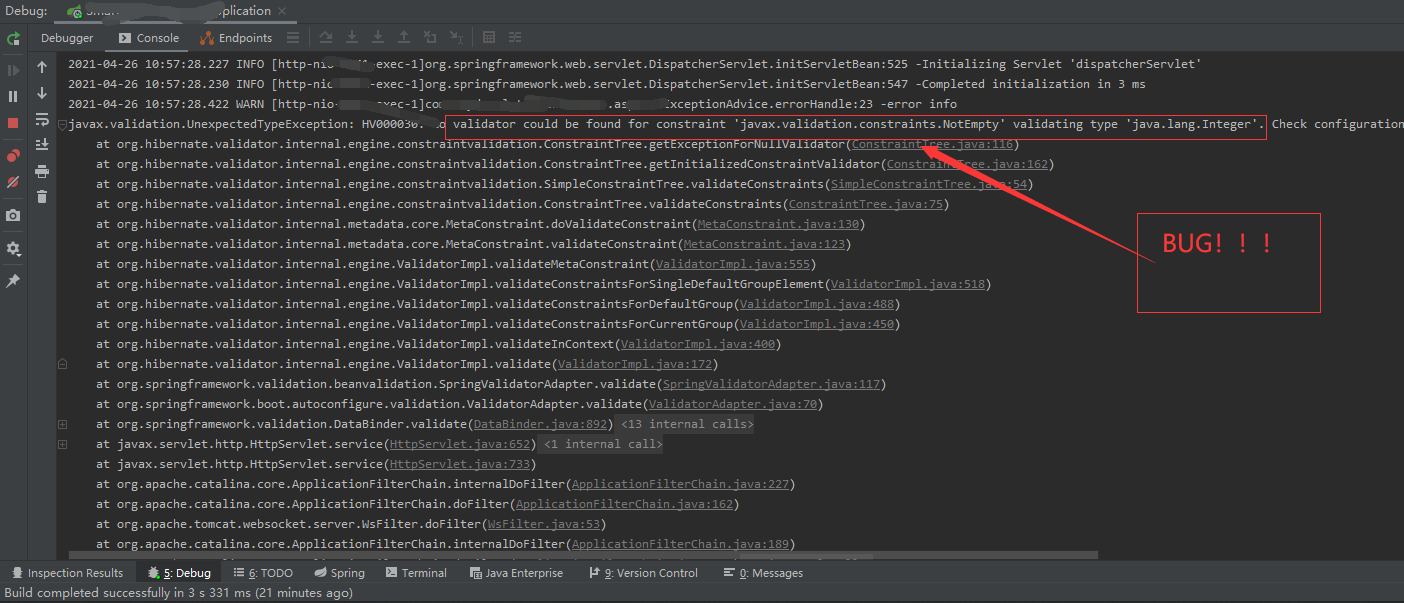 Debug:
plication ×
Debugger Console Endpoints
2021-04-26 10:57:28.227 INFO [http-nio- -exec-1]org.springframework.web.servlet.DispatcherServlet.initServletBean:525 -Initializing Servlet 'dispatcherServlet'
2021-04-26 10:57:28.230 INFO [http-nio- -exec-1]org.springframework.web.servlet.DispatcherServlet.initServletBean:547 -Completed initialization in 3 ms
2021-04-26 10:57:28.422 WARN [http-nio- -exec-1] ExceptionAdvice.errorHandle:23 -error info
javax.validation.UnexpectedTypeException: HV000030: validator could be found for constraint 'javax.validation.constraints.NotEmpty' validating type 'java.lang.Integer'. Check configuration
at org.hibernate.validator.internal.engine.constraintvalidation.ConstraintTree.getExceptionForNullValidator(ConstraintTree.java:116)
at org.hibernate.validator.internal.engine.constraintvalidation.ConstraintTree.getInitializedConstraintValidator(ConstraintTree.java:162)
at org.hibernate.validator.internal.engine.constraintvalidation.SimpleConstraintTree.validateConstraints(SimpleConstraintTree.java:54)
at org.hibernate.validator.internal.engine.constraintvalidation.ConstraintTree.validateConstraints(ConstraintTree.java:75)
at org.hibernate.validator.internal.metadata.core.MetaConstraint.doValidateConstraint(MetaConstraint.java:130)
at org.hibernate.validator.internal.metadata.core.MetaConstraint.validateConstraint(MetaConstraint.java:123)
at org.hibernate.validator.internal.engine.ValidatorImpl.validateMetaConstraint(ValidatorImpl.java:555)
at org.hibernate.validator.internal.engine.ValidatorImpl.validateConstraintsForSingleDefaultGroupElement(ValidatorImpl.java:518)
at org.hibernate.validator.internal.engine.ValidatorImpl.validateConstraintsForDefaultGroup(ValidatorImpl.java:488)
at org.hibernate.validator.internal.engine.ValidatorImpl.validateConstraintsForCurrentGroup(ValidatorImpl.java:450)
at org.hibernate.validator.internal.engine.ValidatorImpl.validateInContext(ValidatorImpl.java:400)
at org.hibernate.validator.internal.engine.ValidatorImpl.validate(ValidatorImpl.java:172)
at org.springframework.validation.beanvalidation.SpringValidatorAdapter.validate(SpringValidatorAdapter.java:117)
at org.springframework.boot.autoconfigure.validation.ValidatorAdapter.validate(ValidatorAdapter.java:70)
at org.springframework.validation.DataBinder.validate(DataBinder.java:892) <13 internal calls>
at javax.servlet.http.HttpServlet.service(HttpServlet.java:652) <1 internal call>
at javax.servlet.http.HttpServlet.service(HttpServlet.java:733)
at org.apache.catalina.core.ApplicationFilterChain.internalDoFilter(ApplicationFilterChain.java:227)
at org.apache.catalina.core.ApplicationFilterChain.doFilter(ApplicationFilterChain.java:162)
at org.apache.tomcat.websocket.server.WsFilter.doFilter(WsFilter.java:53)
at org.apache.catalina.core.ApplicationFilterChain.internalDoFilter(ApplicationFilterChain.java:189)
BUG！！！
Inspection Results 5: Debug 6: TODO Spring Terminal Java Enterprise 9: Version Control 0: Messages
Build completed successfully in 3 s 331 ms (21 minutes ago)